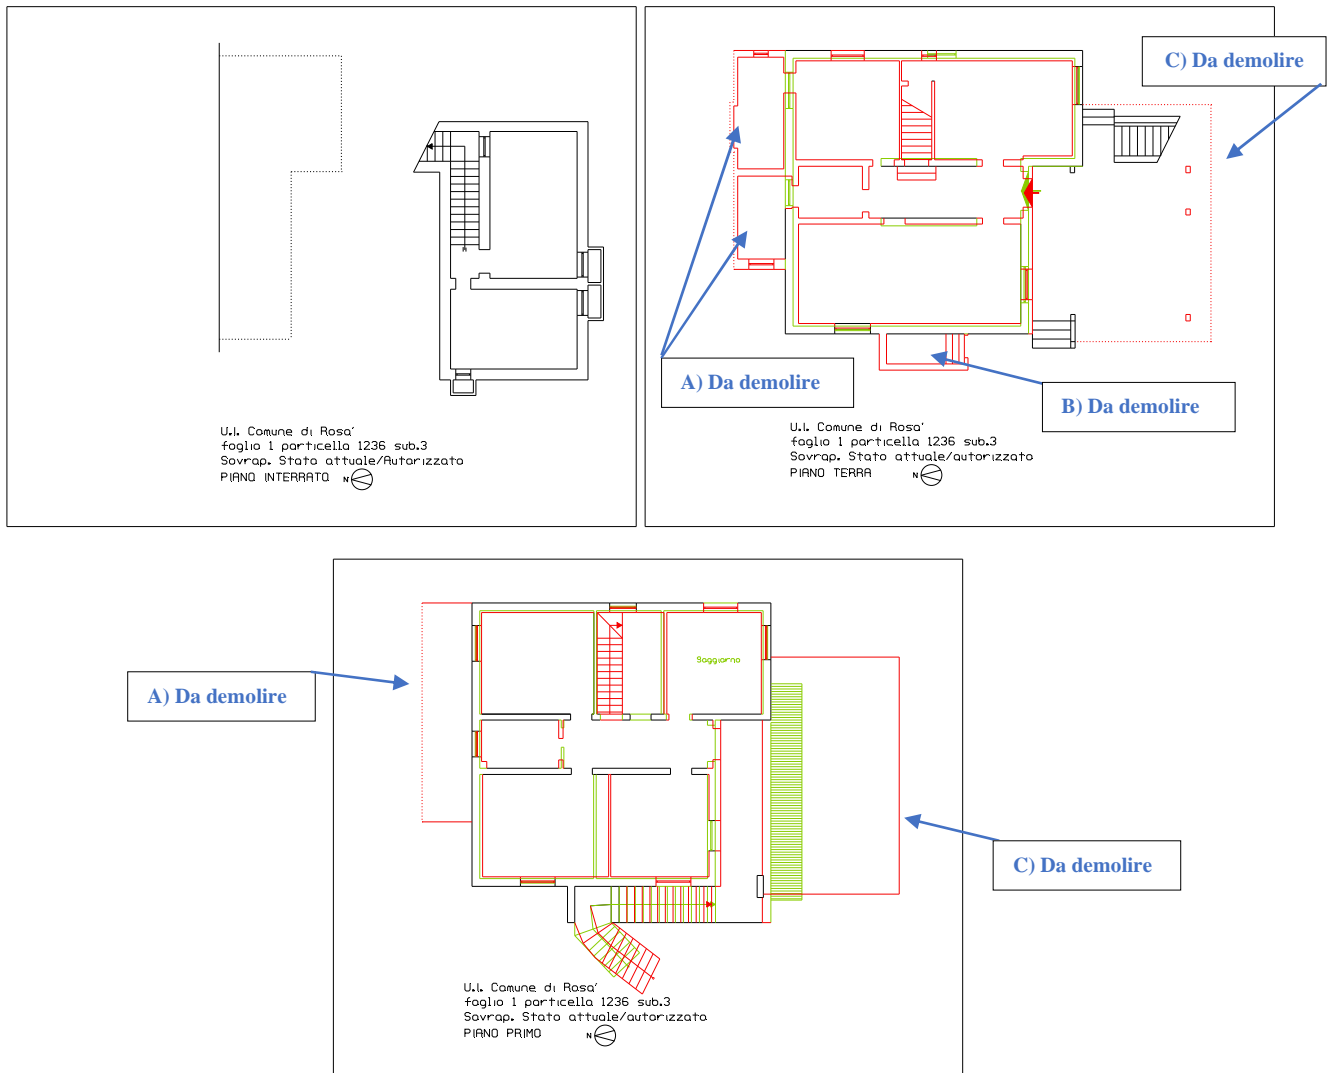 C) Da demolire
A) Da demolire
B) Da demolire
U.I. Comune di Rosa'
foglio 1 particella 1236 sub.3
Sovrap. Stato attuale/Autorizzato
PIANO INTERRATO N
U.I. Comune di Rosa'
foglio 1 particella 1236 sub.3
Sovrap. Stato attuale/autorizzato
PIANO TERRA N
Soggiorno
A) Da demolire
C) Da demolire
U.I. Comune di Rosa'
foglio 1 particella 1236 sub.3
Sovrap. Stato attuale/autorizzato
PIANO PRIMO N